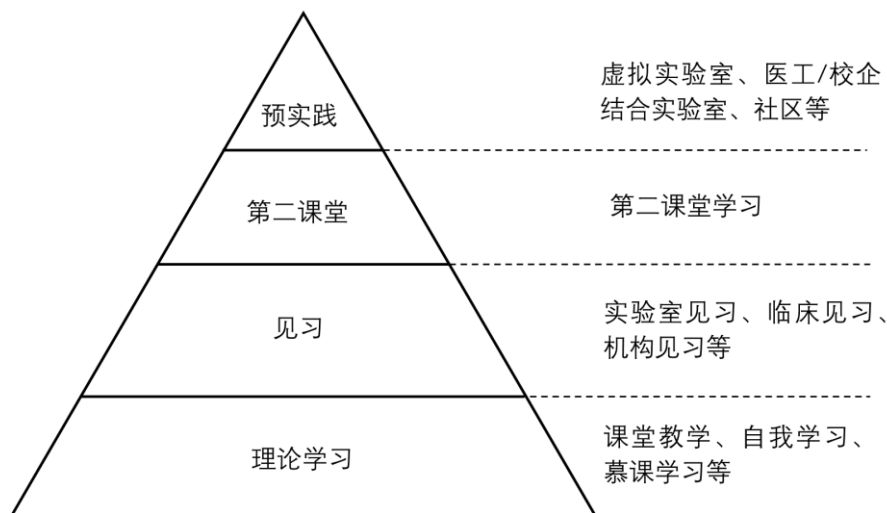 预实践
虚拟实验室、医工/校企
结合实验室、社区等
第二课堂
第二课堂学习
见习
实验室见习、临床见习、
机构见习等
理论学习
课堂教学、自我学习、
慕课学习等